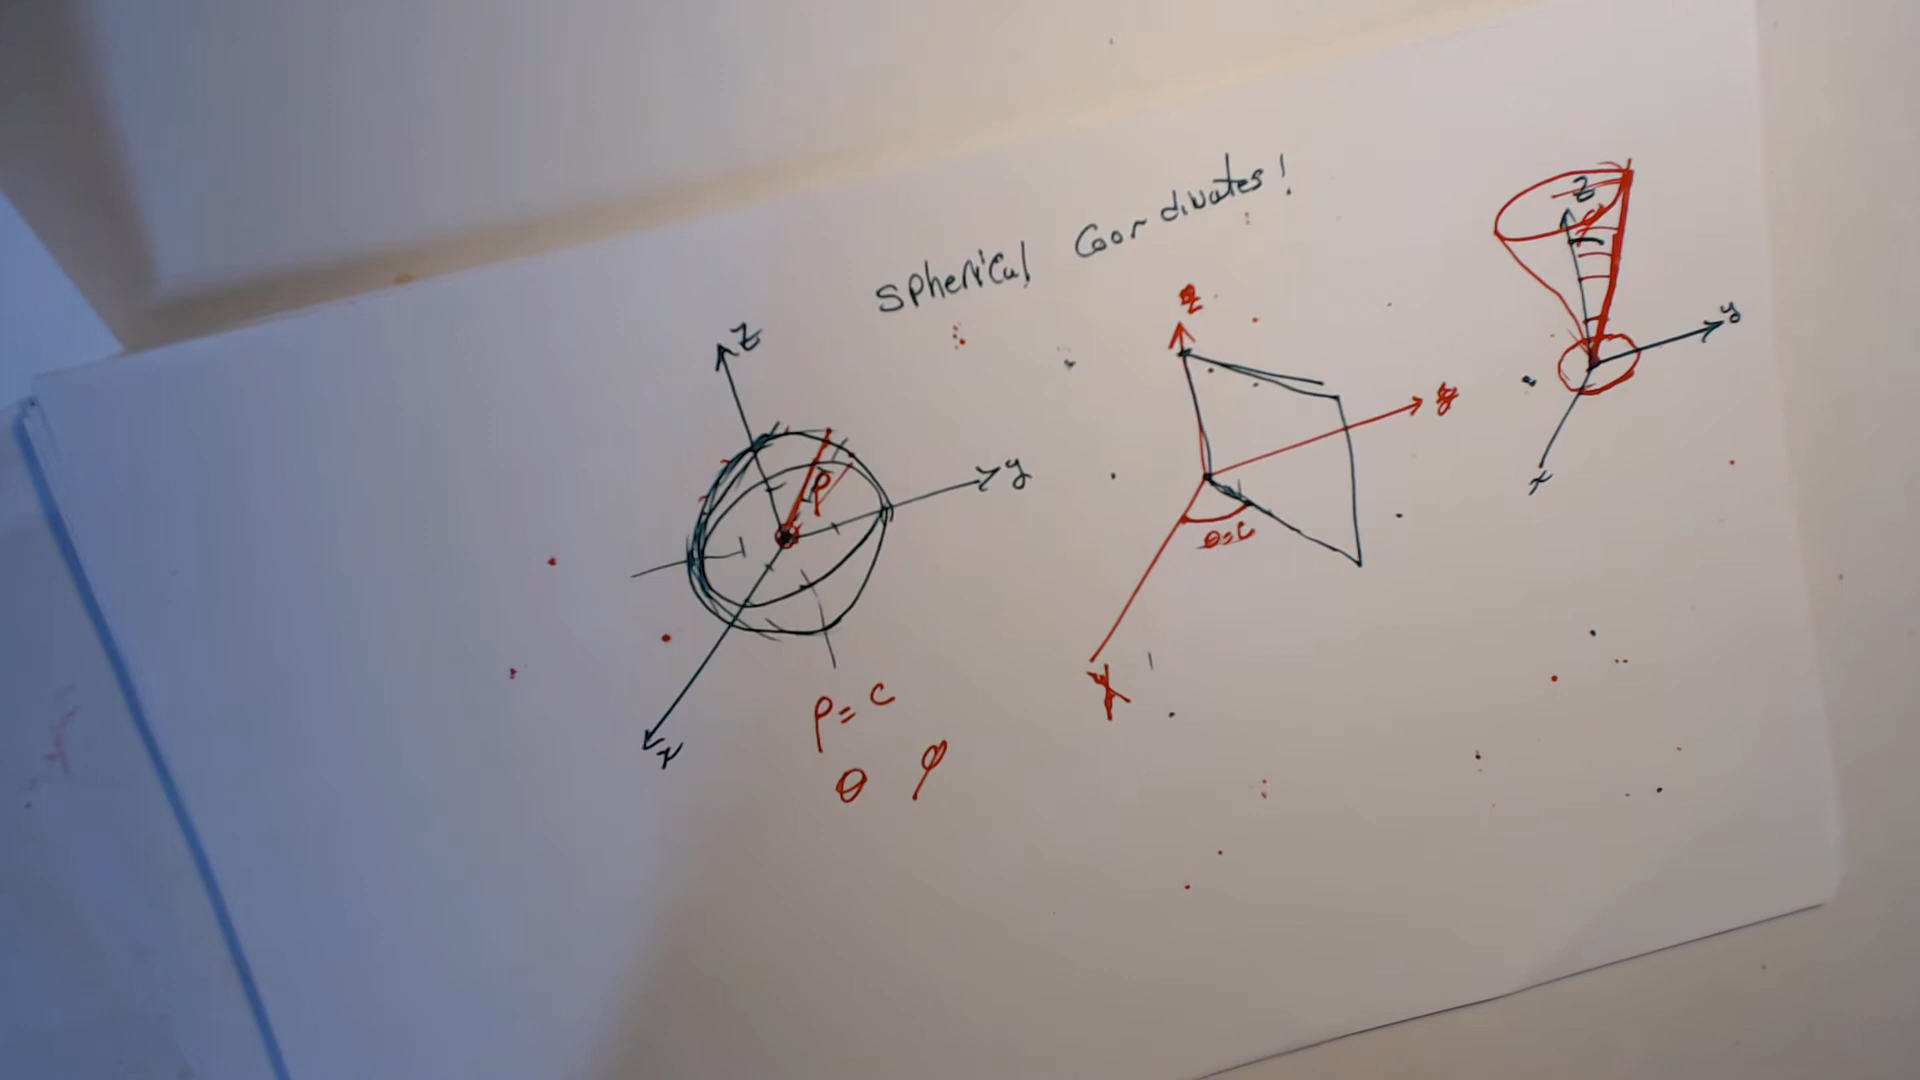 Spherical Coordinates!
z
y
x
ρ
ρ = c
θ φ
z
y
x
θ = c
z
y
x